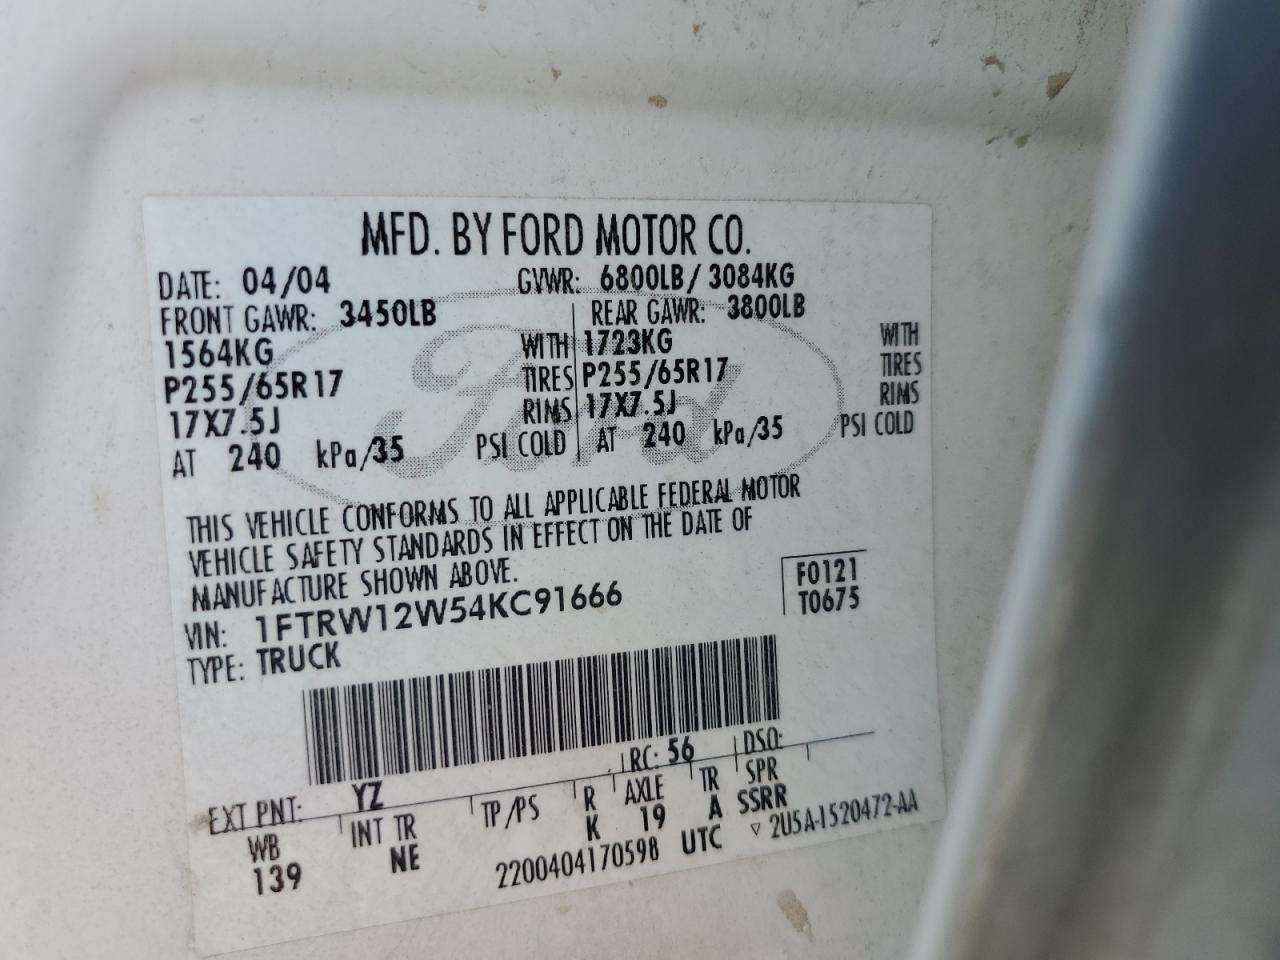 MFD. BY FORD MOTOR CO.
DATE: 04/04 GVWR: 6800LB/ 3084KG
FRONT GAWR: 3450LB REAR GAWR: 3800LB
1564KG WITH 1723KG WITH
P255/65R17 TIRES P255/65R17 TIRES
17X7.5J RIMS 17X7.5J RIMS
AT 240 kPa/35 PSI COLD AT 240 kPa/35 PSI COLD
Ford
THIS VEHICLE CONFORMS TO ALL APPLICABLE FEDERAL MOTOR
VEHICLE SAFETY STANDARDS IN EFFECT ON THE DATE OF
MANUFACTURE SHOWN ABOVE.
F0121
VIN: 1FTRW12W54KC91666 T0675
TYPE: TRUCK
EXT PNT: YZ RC: 56 DSO:
WB INT TR TP/PS R AXLE TR SPR
139 NE K 19 A SSRR
2200404170598 UTC ▽ 2U5A-1520472-AA